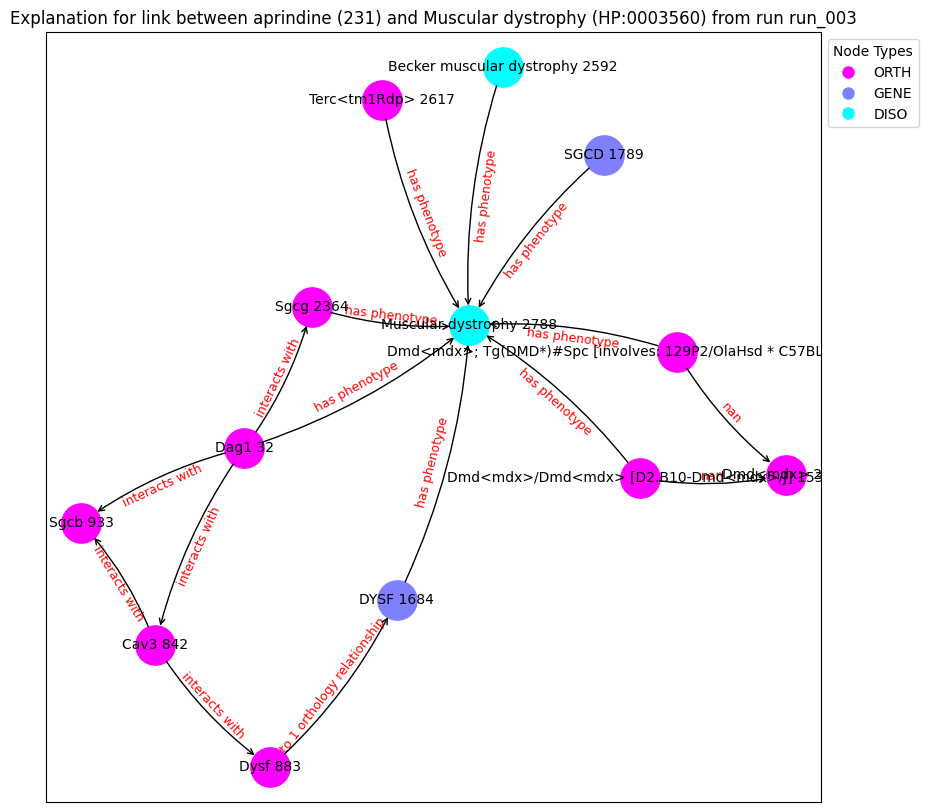 Explanation for link between aprindine (231) and Muscular dystrophy (HP:0003560) from run run_003
Node Types
ORTH
GENE
DISO
Becker muscular dystrophy 2592
Terc<tm1Rdp> 2617
SGCD 1789
has phenotype
has phenotype
has phenotype
Sgcg 2364
has phenotype
Muscular dystrophy 2788
has phenotype
Dmd<mdx>; Tg(DMD*)#Spc [involves: 129P2/OlaHsd * C57BL
interacts with
has phenotype
has phenotype
nan
Dag1 32
has phenotype
Dmd<mdx>/Dmd<mdx> [D2.B10-Dmd<mdx>/J] 153
nan
Dmd<mdx> 2
interacts with
Sgcb 933
interacts with
interacts with
DYSF 1684
Cav3 842
to 1 orthology relationship
interacts with
Dysf 883